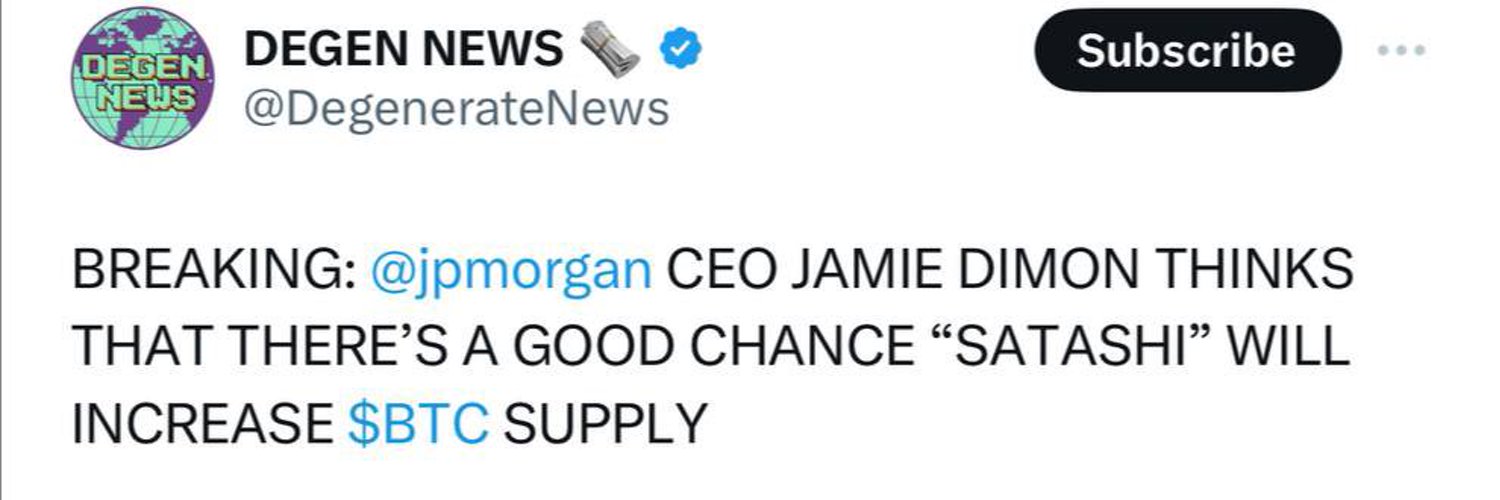 DEGEN NEWS
DEGEN NEWS 🗞️
@DegenerateNews
Subscribe
BREAKING: @jpmorgan CEO JAMIE DIMON THINKS
THAT THERE’S A GOOD CHANCE “SATASHI” WILL
INCREASE $BTC SUPPLY